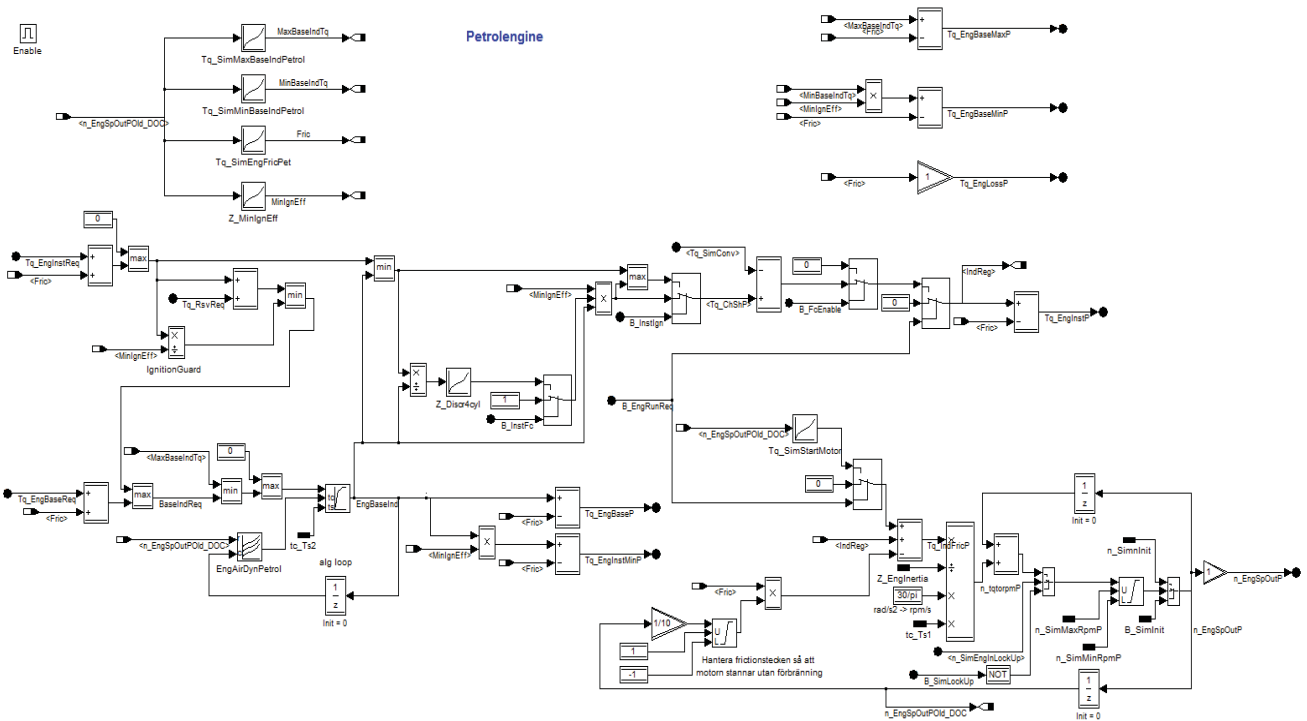 Enable
Petrolengine
MaxBaseIndTq
Tq_SimMaxBaseIndPetrol
MinBaseIndTq
Tq_SimMinBaseIndPetrol
<n_EngSpOutPOld_DOC>
Fric
Tq_SimEngFricPet
MinIgnEff
Z_MinIgnEff
<MaxBaseIndTq>
<Fric>
+
−
Tq_EngBaseMaxP
<MinBaseIndTq>
<MinIgnEff>
×
<Fric>
+
−
Tq_EngBaseMinP
<Fric>
1
Tq_EngLossP
0
Tq_EngInstReq
<Fric>
+
+
max
Tq_RsvReq
+
+
min
<MinIgnEff>
×
÷
IgnitionGuard
min
<MinIgnEff>
×
max
B_InstIgn
<Tq_ChShP>
<Tq_SimConv>
−
+
0
B_FcEnable
0
<IndReg>
<Fric>
+
−
Tq_EngInstP
×
÷
Z_Discr4cyl
1
B_InstFc
B_EngRunReq
<n_EngSpOutPOld_DOC>
Tq_SimStartMotor
0
<MaxBaseIndTq>
0
Tq_EngBaseReq
<Fric>
+
+
max
BaseIndReq
min
max
tc
ts
EngBaseInd
tc_Ts2
<n_EngSpOutPOld_DOC>
EngAirDynPetrol
alg loop
1
z
Init = 0
<Fric>
+
−
Tq_EngBaseP
<MinIgnEff>
×
<Fric>
+
−
Tq_EngInstMinP
<IndReg>
+
+
−
Tq_IndFricP
Z_EngInertia
30/pi
rad/s2 -> rpm/s
tc_Ts1
×
÷
×
×
+
+
n_tqtorpmP
1
z
Init = 0
n_SimnInit
n_SimMaxRpmP
n_SimMinRpmP
U
L
B_SimInit
1
n_EngSpOutP
n_EngSpOutP
<n_SimEngInLockUp>
B_SimLockUp
NOT
1
z
Init = 0
n_EngSpOutPOld_DOC
<Fric>
×
1/10
1
-1
U
L
Hantera frictionstecken så att
motorn stannar utan förbränning